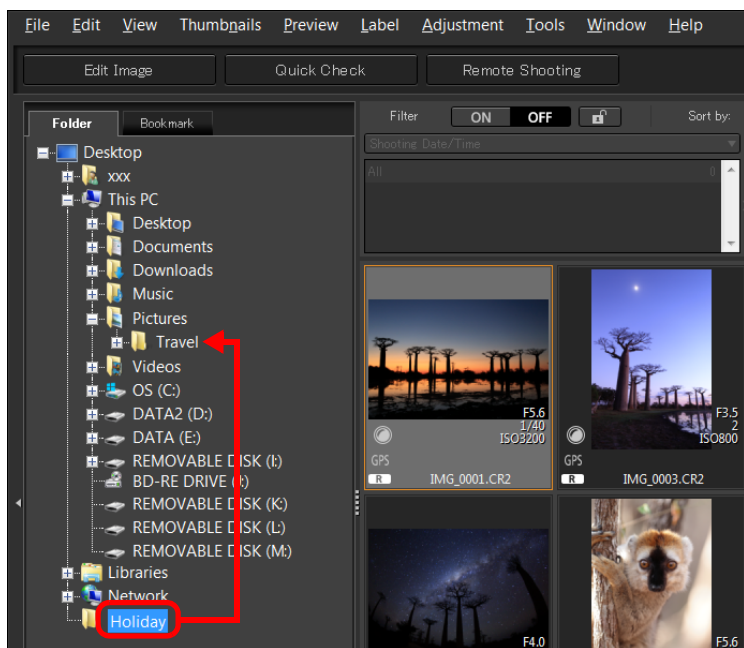 File Edit View Thumbnails Preview Label Adjustment Tools Window Help
Edit Image Quick Check Remote Shooting
Folder Bookmark
Filter ON OFF Sort by:
Shooting Date/Time
All
Desktop
xxx
This PC
Desktop
Documents
Downloads
Music
Pictures
Travel
Videos
OS (C:)
DATA2 (D:)
DATA (E:)
REMOVABLE DISK (I:)
BD-RE DRIVE
REMOVABLE DISK (K:)
REMOVABLE DISK (L:)
REMOVABLE DISK (M:)
Libraries
Network
Holiday
F5.6
1/40
ISO3200
GPS
R IMG_0001.CR2
F3.5
2
ISO800
GPS
R IMG_0003.CR2
F4.0
F5.6